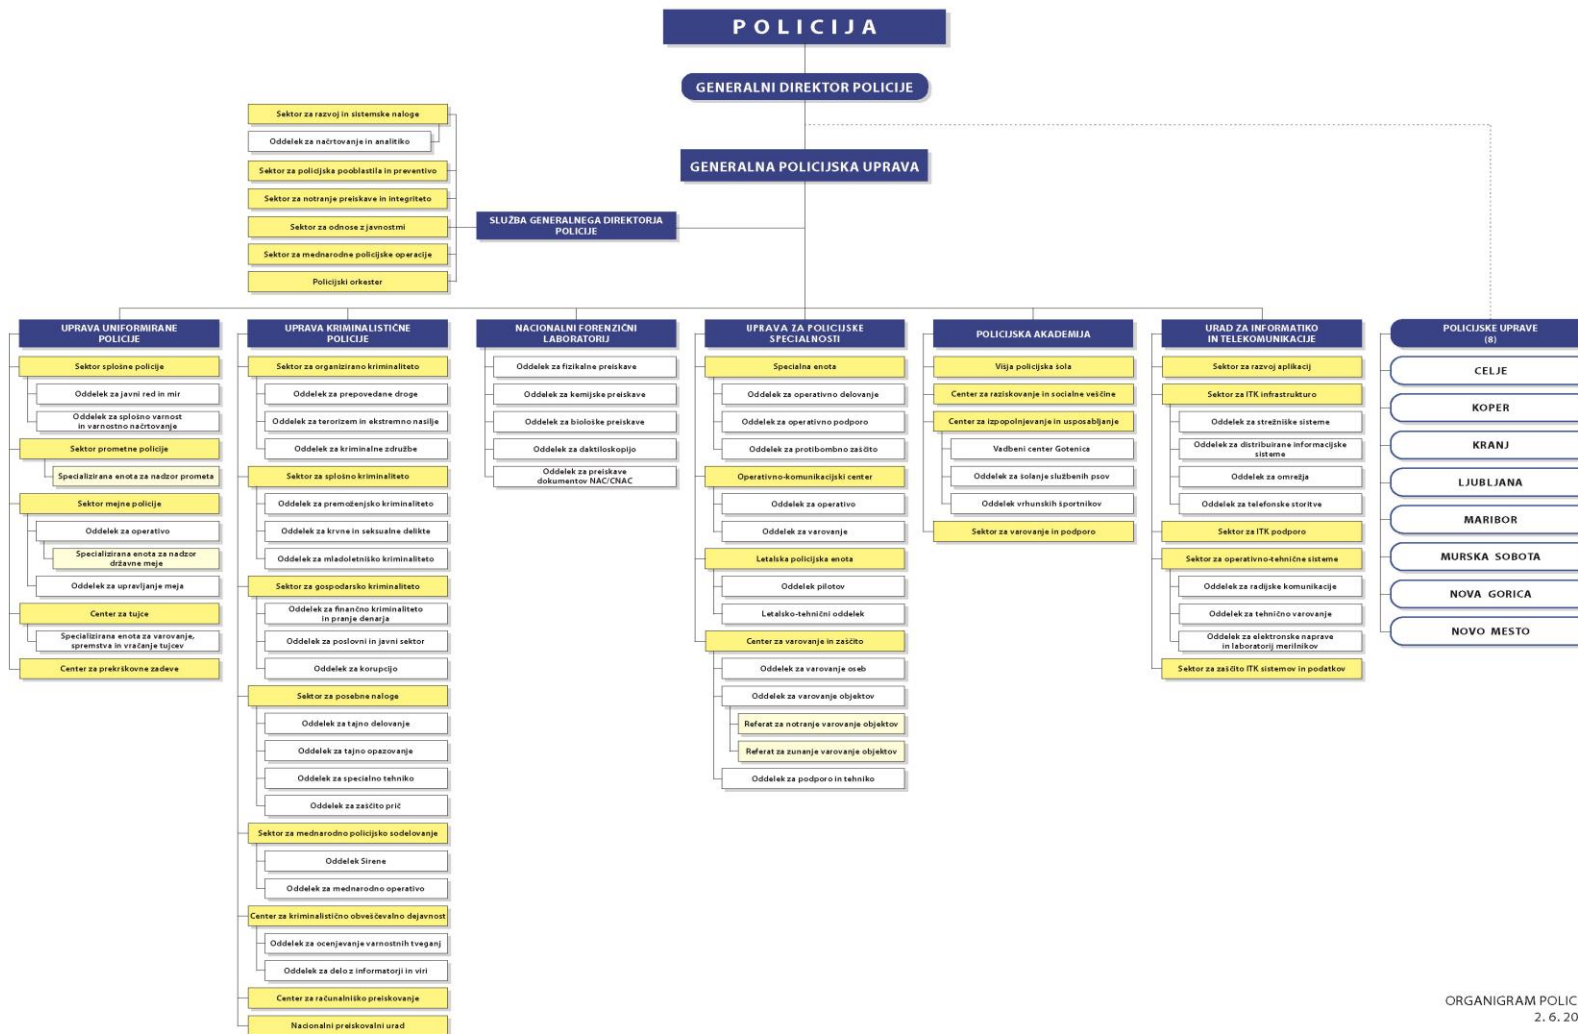 POLICIJA
GENERALNI DIREKTOR POLICIJE
GENERALNA POLICIJSKA UPRAVA
SLUŽBA GENERALNEGA DIREKTORJA
POLICIJE
Sektor za razvoj in sistemske naloge
Oddelek za načrtovanje in analitiko
Sektor za policijska pooblastila in preventivo
Sektor za notranje preiskave in integriteto
Sektor za odnose z javnostmi
Sektor za mednarodne policijske operacije
Policijski orkester
UPRAVA UNIFORMIRANE
POLICIJE
Sektor splošne policije
Oddelek za javni red in mir
Oddelek za splošno varnost
in varnostno načrtovanje
Sektor prometne policije
Specializirana enota za nadzor prometa
Sektor mejne policije
Oddelek za operativo
Specializirana enota za nadzor
državne meje
Oddelek za upravljanje meja
Center za tujce
Specializirana enota za varovanje,
spremstva in vračanje tujcev
Center za prekrškovne zadeve
UPRAVA KRIMINALISTIČNE
POLICIJE
Sektor za organizirano kriminaliteto
Oddelek za prepovedane droge
Oddelek za terorizem in ekstremno nasilje
Oddelek za kriminalne združbe
Sektor za splošno kriminaliteto
Oddelek za premoženjsko kriminaliteto
Oddelek za krvne in seksualne delikte
Oddelek za mladoletniško kriminaliteto
Sektor za gospodarsko kriminaliteto
Oddelek za finančno kriminaliteto
in pranje denarja
Oddelek za poslovni in javni sektor
Oddelek za korupcijo
Sektor za posebne naloge
Oddelek za tajno delovanje
Oddelek za tajno opazovanje
Oddelek za specialno tehniko
Oddelek za zaščito prič
Sektor za mednarodno policijsko sodelovanje
Oddelek Sirene
Oddelek za mednarodno operativo
Center za kriminalistično obveščevalno dejavnost
Oddelek za ocenjevanje varnostnih tveganj
Oddelek za delo z informatorji in viri
Center za računalniško preiskovanje
Nacionalni preiskovalni urad
NACIONALNI FORENZIČNI
LABORATORIJ
Oddelek za fizikalne preiskave
Oddelek za kemijske preiskave
Oddelek za biološke preiskave
Oddelek za daktiloskopijo
Oddelek za preiskave
dokumentov NAC/CNAC
UPRAVA ZA POLICIJSKE
SPECIALNOSTI
Specialna enota
Oddelek za operativno delovanje
Oddelek za operativno podporo
Oddelek za protibombno zaščito
Operativno-komunikacijski center
Oddelek za operativo
Oddelek za varovanje
Letalska policijska enota
Oddelek pilotov
Letalsko-tehnični oddelek
Center za varovanje in zaščito
Oddelek za varovanje oseb
Oddelek za varovanje objektov
Referat za notranje varovanje objektov
Referat za zunanje varovanje objektov
Oddelek za podporo in tehniko
POLICIJSKA AKADEMIJA
Višja policijska šola
Center za raziskovanje in socialne veščine
Center za izpopolnjevanje in usposabljanje
Vadbeni center Gotenica
Oddelek za šolanje službenih psov
Oddelek vrhunskih športnikov
Sektor za varovanje in podporo
URAD ZA INFORMATIKO
IN TELEKOMUNIKACIJE
Sektor za razvoj aplikacij
Sektor za ITK infrastrukturo
Oddelek za strežniške sisteme
Oddelek za distribuirane informacijske
sisteme
Oddelek za omrežja
Oddelek za telefonske storitve
Sektor za ITK podporo
Sektor za operativno-tehnične sisteme
Oddelek za radijske komunikacije
Oddelek za tehnično varovanje
Oddelek za elektronske naprave
in laboratorij merilnikov
Sektor za zaščito ITK sistemov in podatkov
POLICIJSKE UPRAVE
(8)
CELJE
KOPER
KRANJ
LJUBLJANA
MARIBOR
MURSKA SOBOTA
NOVA GORICA
NOVO MESTO
ORGANIGRAM POLIC
2. 6. 20